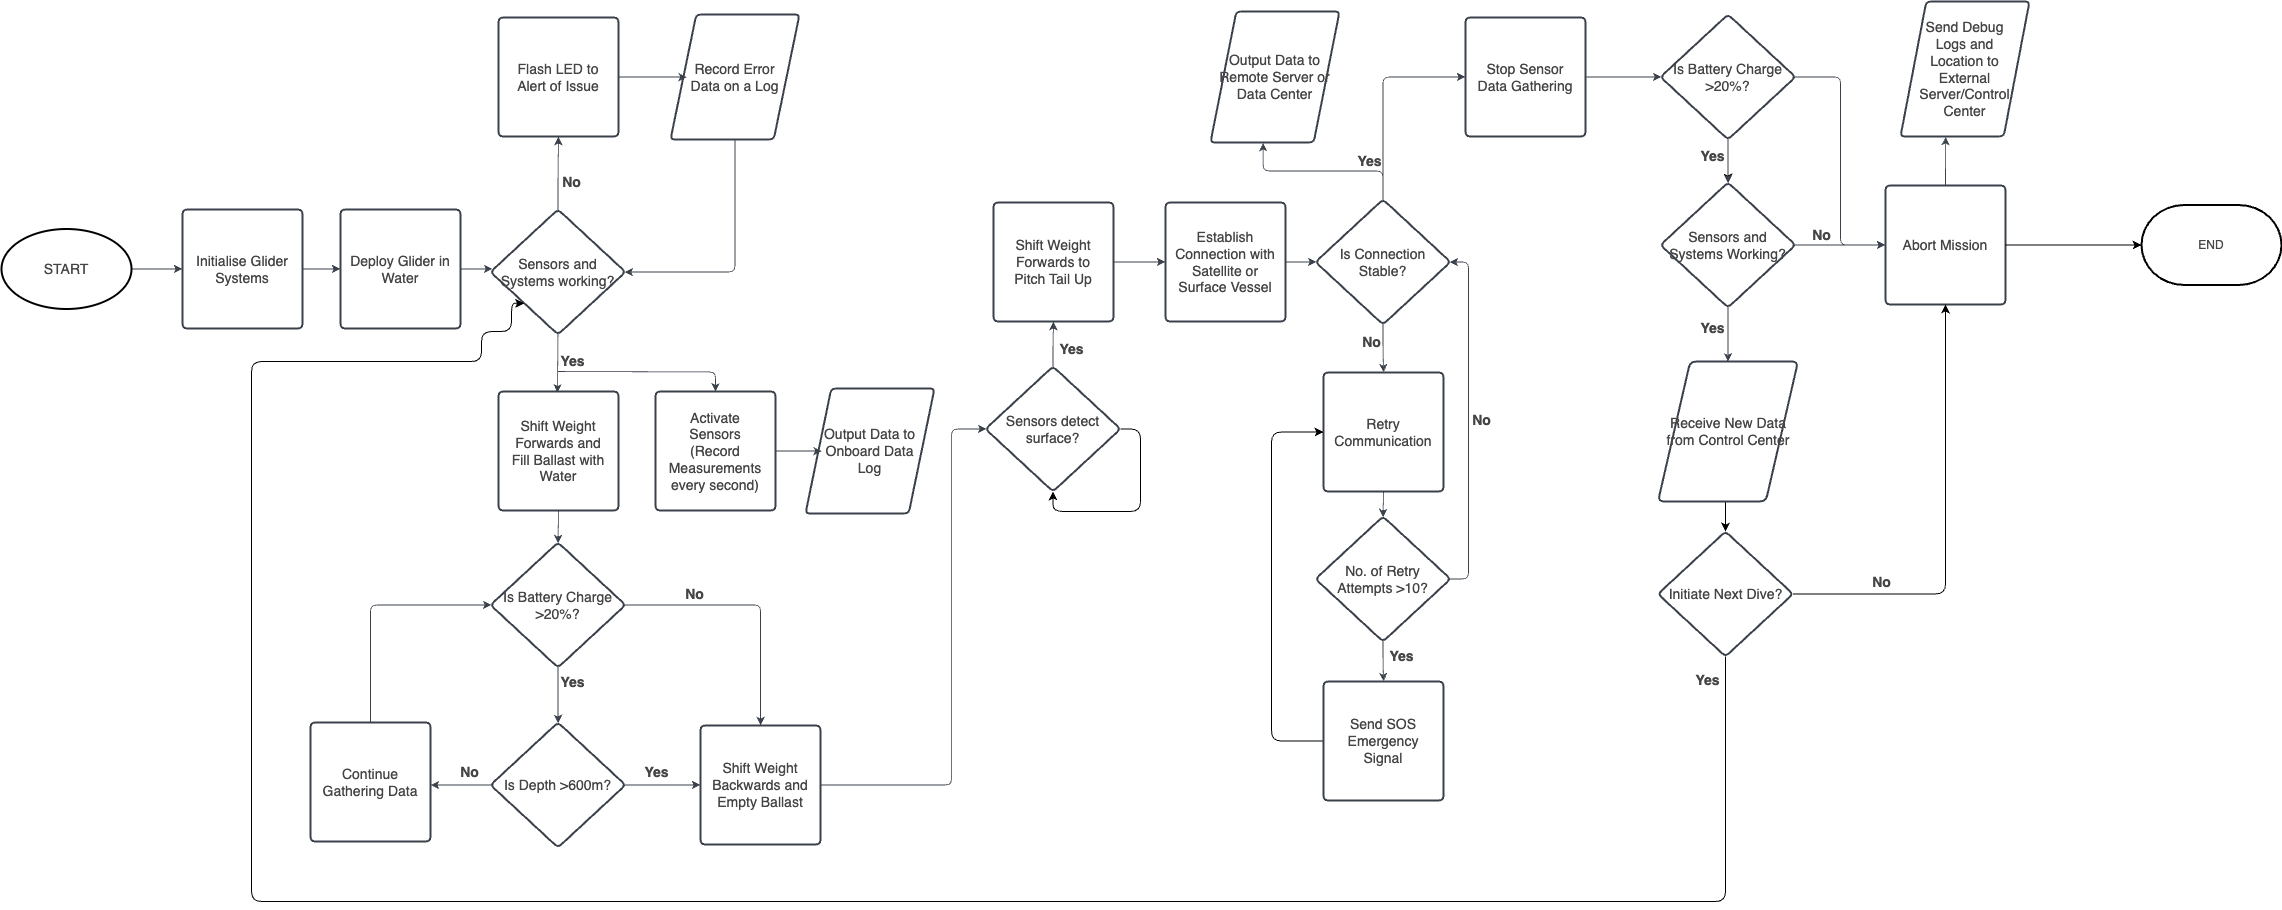 START
Initialise Glider
Systems
Deploy Glider in
Water
Sensors and
Systems working?
No
Flash LED to
Alert of Issue
Record Error
Data on a Log
Yes
Shift Weight
Forwards and
Fill Ballast with
Water
Activate
Sensors
(Record
Measurements
every second)
Output Data to
Onboard Data
Log
Is Battery Charge
>20%?
No
Yes
Is Depth >600m?
No
Continue
Gathering Data
Yes
Shift Weight
Backwards and
Empty Ballast
Sensors detect
surface?
Yes
Shift Weight
Forwards to
Pitch Tail Up
Establish
Connection with
Satellite or
Surface Vessel
Is Connection
Stable?
Yes
Output Data to
Remote Server or
Data Center
No
Retry
Communication
No. of Retry
Attempts >10?
No
Yes
Send SOS
Emergency
Signal
Stop Sensor
Data Gathering
Is Battery Charge
>20%?
Yes
Sensors and
Systems Working?
No
Yes
Receive New Data
from Control Center
Initiate Next Dive?
No
Yes
Abort Mission
Send Debug
Logs and
Location to
External
Server/Control
Center
END